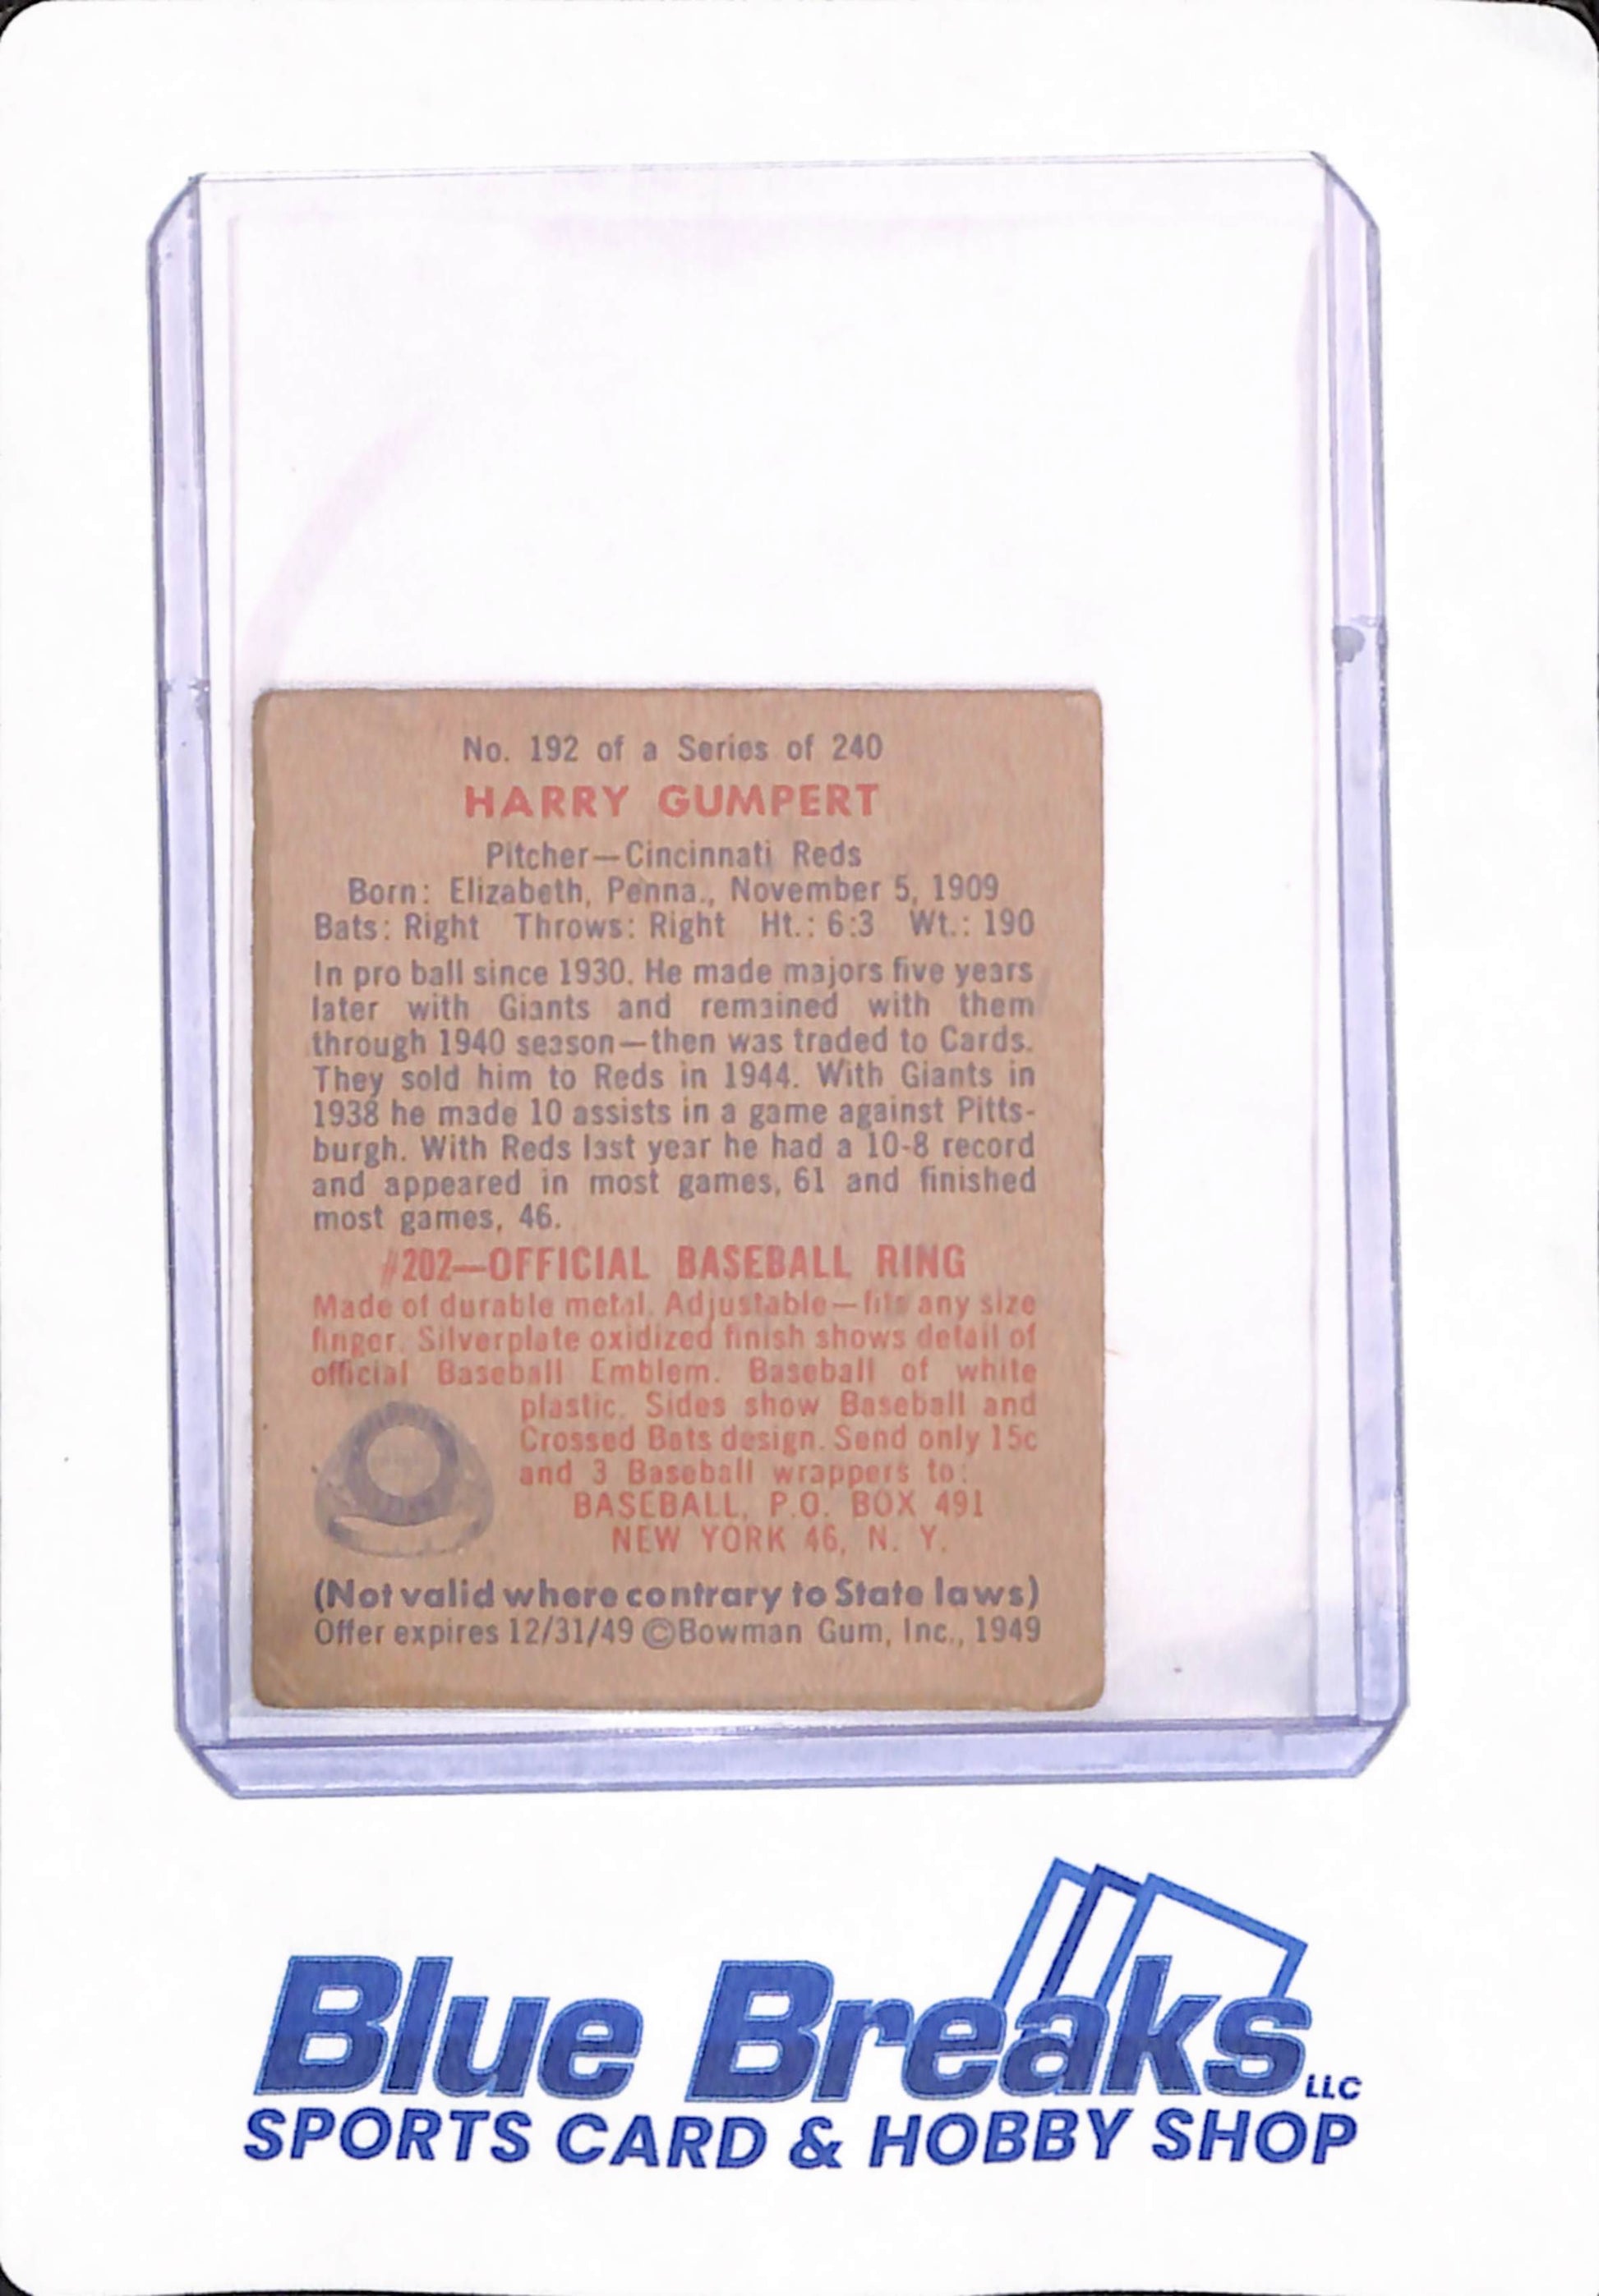 No. 192 of a Series of 240
HARRY GUMPERT
Pitcher—Cincinnati Reds
Born: Elizabeth, Penna., November 5, 1909
Bats: Right Throws: Right Ht.: 6:3 Wt.: 190
In pro ball since 1930. He made majors five years
later with Giants and remained with them
through 1940 season—then was traded to Cards.
They sold him to Reds in 1944. With Giants in
1938 he made 10 assists in a game against Pitts-
burgh. With Reds last year he had a 10-8 record
and appeared in most games, 61 and finished
most games, 46.
#202—OFFICIAL BASEBALL RING
Made of durable metal. Adjustable—fits any size
finger. Silverplate oxidized finish shows detail of
official Baseball Emblem. Baseball of white
plastic. Sides show Baseball and
Crossed Bats design. Send only 15c
and 3 Baseball wrappers to:
BASEBALL, P.O. BOX 491
NEW YORK 46, N. Y.
(Not valid where contrary to State laws)
Offer expires 12/31/49 ©Bowman Gum, Inc., 1949
Blue Breaks LLC
SPORTS CARD & HOBBY SHOP